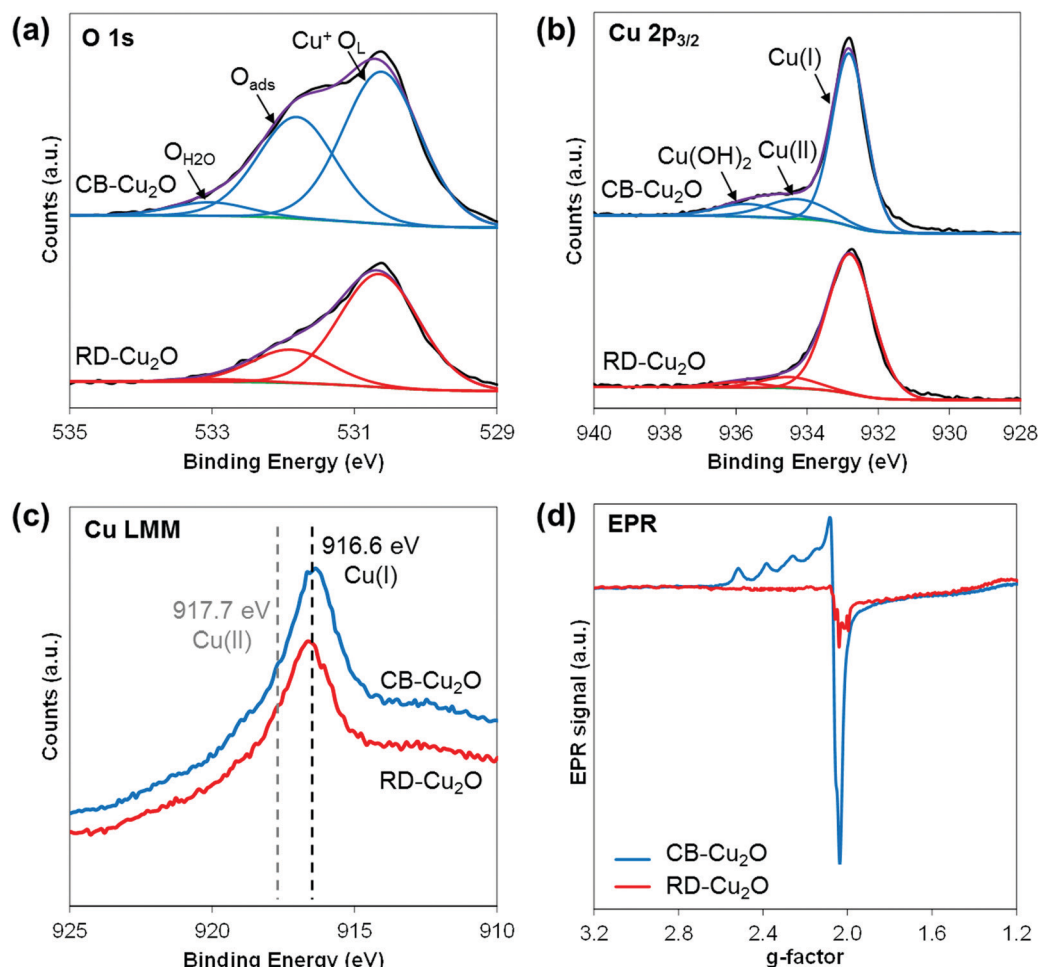 (a)
O 1s
Cu⁺ O_L
O_ads
O_H2O
CB-Cu₂O
RD-Cu₂O
Counts (a.u.)
535
533
531
529
Binding Energy (eV)
(b)
Cu 2p₃/₂
Cu(I)
Cu(II)
Cu(OH)₂
CB-Cu₂O
RD-Cu₂O
Counts (a.u.)
940
938
936
934
932
930
928
Binding Energy (eV)
(c)
Cu LMM
916.6 eV
Cu(I)
917.7 eV
Cu(II)
CB-Cu₂O
RD-Cu₂O
Counts (a.u.)
925
920
915
910
Binding Energy (eV)
(d)
EPR
EPR signal (a.u.)
CB-Cu₂O
RD-Cu₂O
3.2
2.8
2.4
2.0
1.6
1.2
g-factor